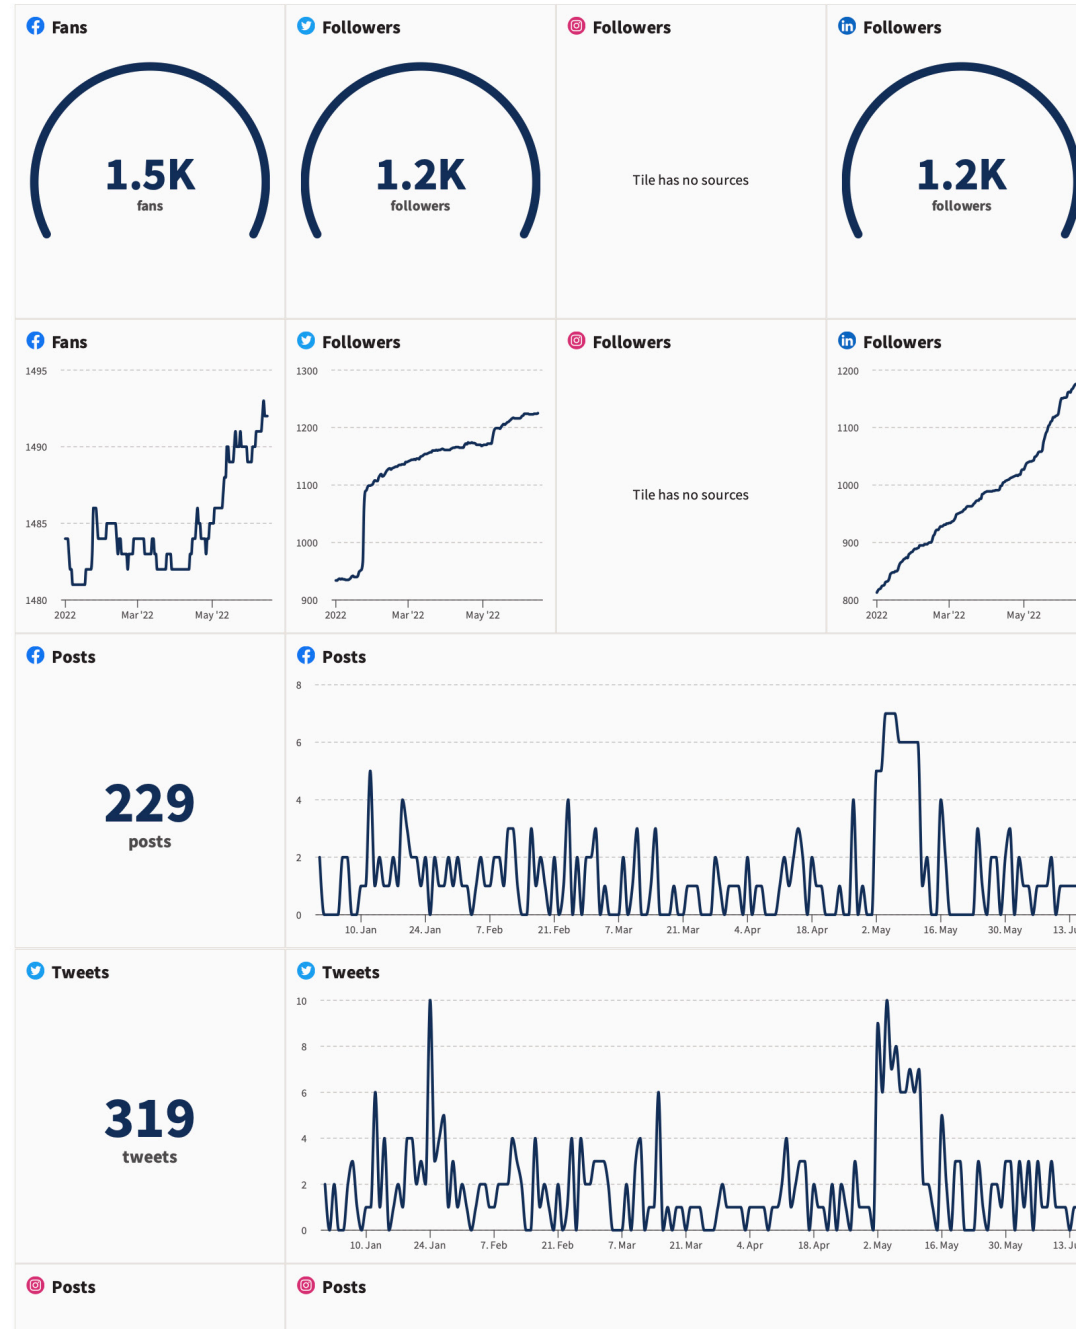 Fans
Followers
Followers
Followers
1.5K
fans
1.2K
followers
Tile has no sources
1.2K
followers
Fans
Followers
Followers
Followers
1495
1490
1485
1480
2022
Mar '22
May '22
1300
1200
1100
1000
900
2022
Mar '22
May '22
Tile has no sources
1200
1100
1000
900
800
2022
Mar '22
May '22
Posts
Posts
229
posts
8
6
4
2
0
10. Jan
24. Jan
7. Feb
21. Feb
7. Mar
21. Mar
4. Apr
18. Apr
2. May
16. May
30. May
13. Ju
Tweets
Tweets
319
tweets
10
8
6
4
2
0
10. Jan
24. Jan
7. Feb
21. Feb
7. Mar
21. Mar
4. Apr
18. Apr
2. May
16. May
30. May
13. Ju
Posts
Posts